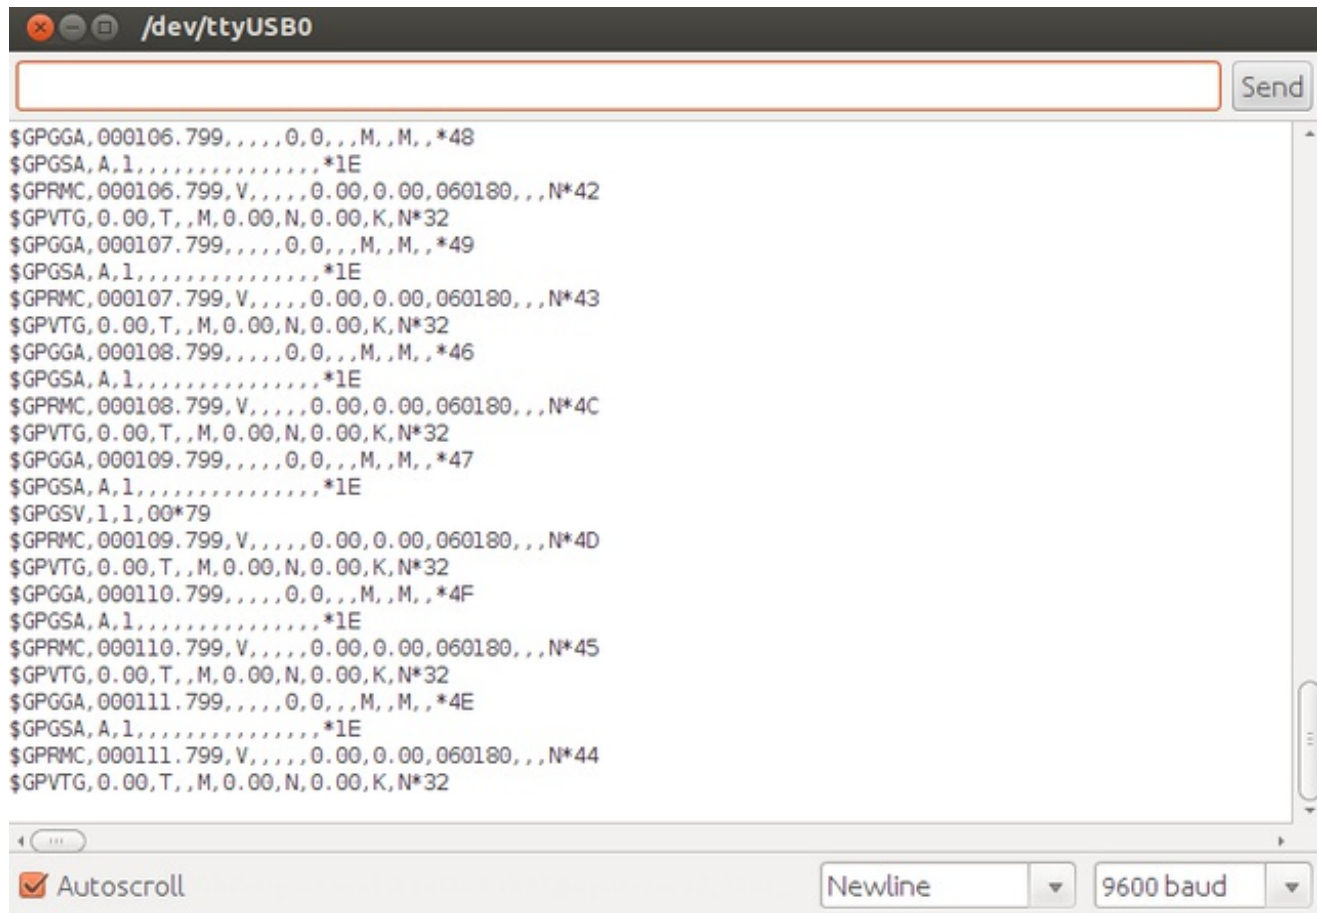 /dev/ttyUSB0
Send
$GPGGA,000106.799,,,,,0,0,,,M,,M,,*48
$GPGSA,A,1,,,,,,,,,,,,,,,*1E
$GPRMC,000106.799,V,,,,,0.00,0.00,060180,,,N*42
$GPVTG,0.00,T,,M,0.00,N,0.00,K,N*32
$GPGGA,000107.799,,,,,0,0,,,M,,M,,*49
$GPGSA,A,1,,,,,,,,,,,,,,,*1E
$GPRMC,000107.799,V,,,,,0.00,0.00,060180,,,N*43
$GPVTG,0.00,T,,M,0.00,N,0.00,K,N*32
$GPGGA,000108.799,,,,,0,0,,,M,,M,,*46
$GPGSA,A,1,,,,,,,,,,,,,,,*1E
$GPRMC,000108.799,V,,,,,0.00,0.00,060180,,,N*4C
$GPVTG,0.00,T,,M,0.00,N,0.00,K,N*32
$GPGGA,000109.799,,,,,0,0,,,M,,M,,*47
$GPGSA,A,1,,,,,,,,,,,,,,,*1E
$GPGSV,1,1,00*79
$GPRMC,000109.799,V,,,,,0.00,0.00,060180,,,N*4D
$GPVTG,0.00,T,,M,0.00,N,0.00,K,N*32
$GPGGA,000110.799,,,,,0,0,,,M,,M,,*4F
$GPGSA,A,1,,,,,,,,,,,,,,,*1E
$GPRMC,000110.799,V,,,,,0.00,0.00,060180,,,N*45
$GPVTG,0.00,T,,M,0.00,N,0.00,K,N*32
$GPGGA,000111.799,,,,,0,0,,,M,,M,,*4E
$GPGSA,A,1,,,,,,,,,,,,,,,*1E
$GPRMC,000111.799,V,,,,,0.00,0.00,060180,,,N*44
$GPVTG,0.00,T,,M,0.00,N,0.00,K,N*32
Autoscroll
Newline
9600 baud